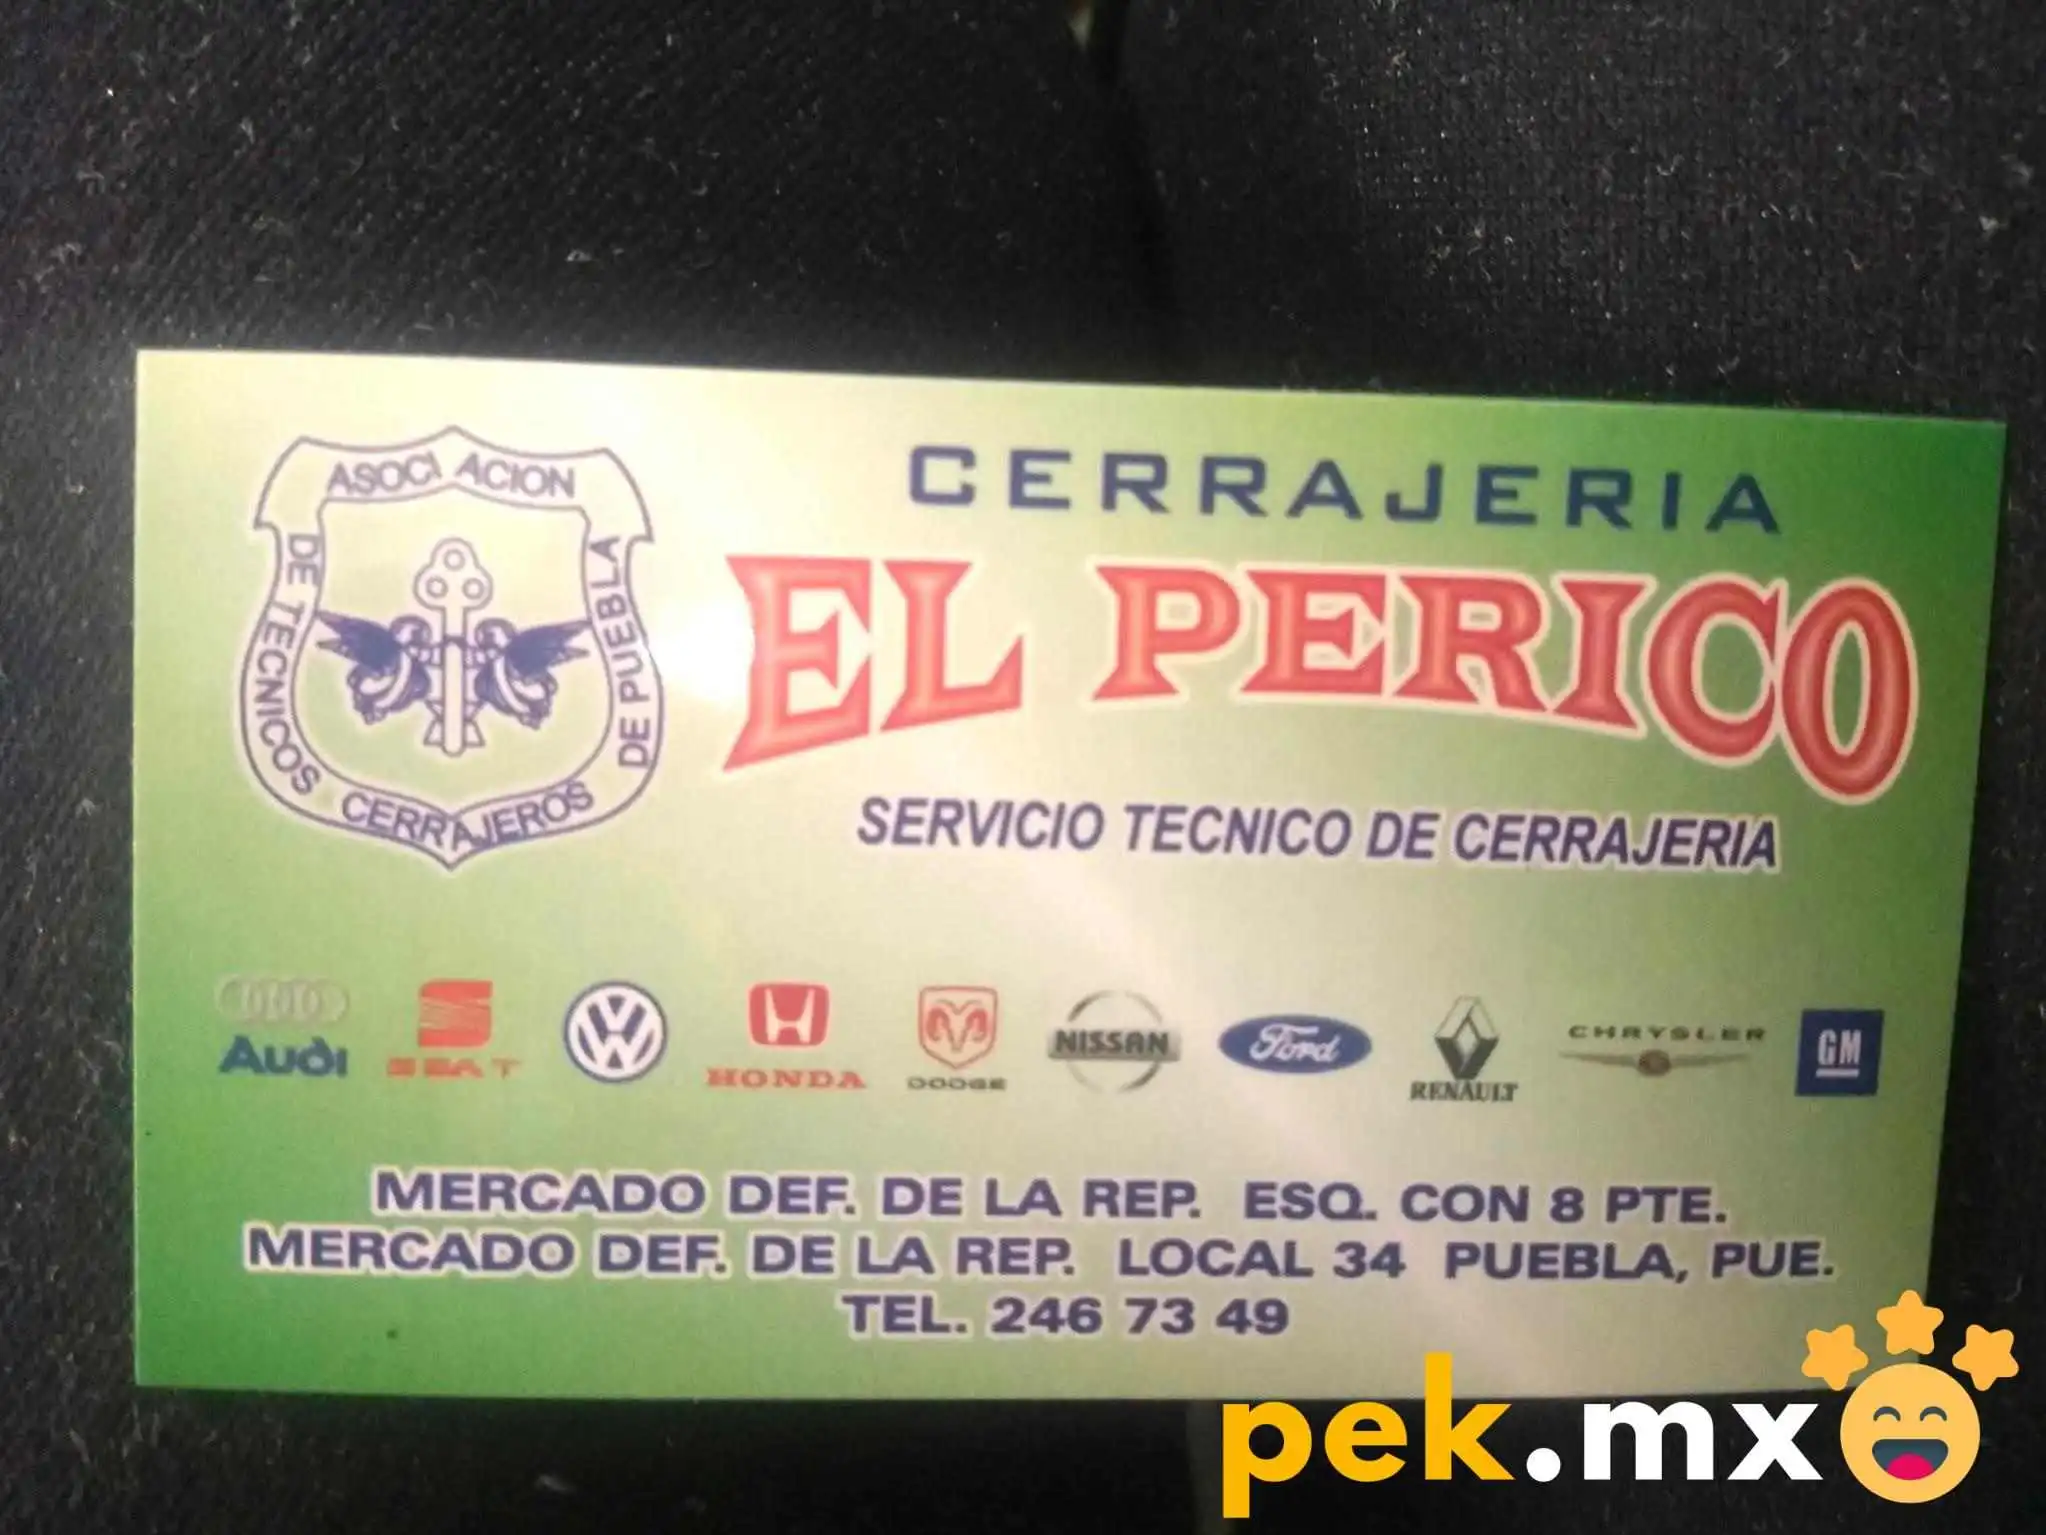 ASOCIACION
DE TECNICOS CERRAJEROS DE PUEBLA
CERRAJERIA
EL PERICO
SERVICIO TECNICO DE CERRAJERIA
Audi SEAT HONDA DODGE NISSAN Ford RENAULT CHRYSLER GM
MERCADO DEF. DE LA REP. ESQ. CON 8 PTE.
MERCADO DEF. DE LA REP. LOCAL 34 PUEBLA, PUE.
TEL. 246 73 49
pek.mx